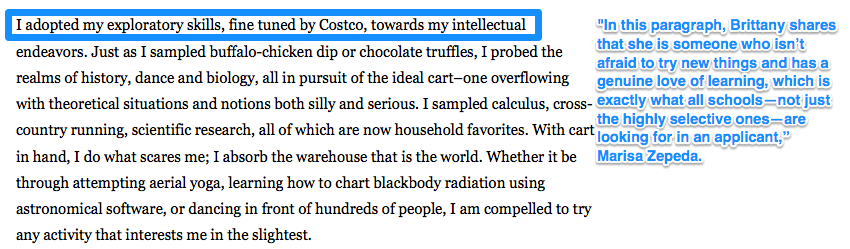 I adopted my exploratory skills, fine tuned by Costco, towards my intellectual
endeavors. Just as I sampled buffalo-chicken dip or chocolate truffles, I probed the
realms of history, dance and biology, all in pursuit of the ideal cart–one overflowing
with theoretical situations and notions both silly and serious. I sampled calculus, cross-
country running, scientific research, all of which are now household favorites. With cart
in hand, I do what scares me; I absorb the warehouse that is the world. Whether it be
through attempting aerial yoga, learning how to chart blackbody radiation using
astronomical software, or dancing in front of hundreds of people, I am compelled to try
any activity that interests me in the slightest.
"In this paragraph, Brittany shares
that she is someone who isn't
afraid to try new things and has a
genuine love of learning, which is
exactly what all schools—not just
the highly selective ones—are
looking for in an applicant,"
Marisa Zepeda.